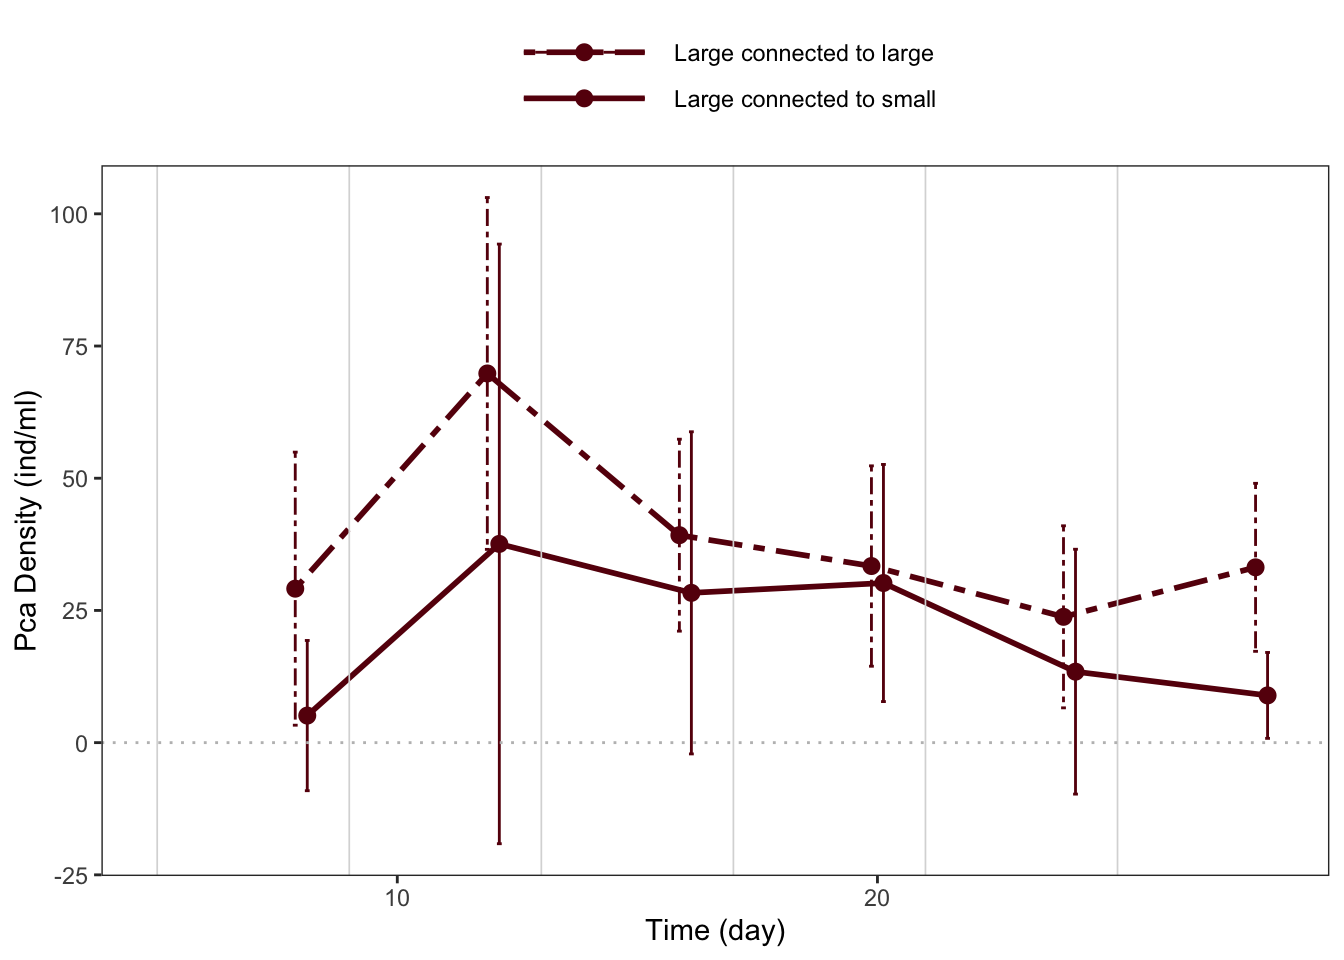 Large connected to large
Large connected to small
100
75
50
25
0
-25
10
20
Time (day)
Pca Density (ind/ml)